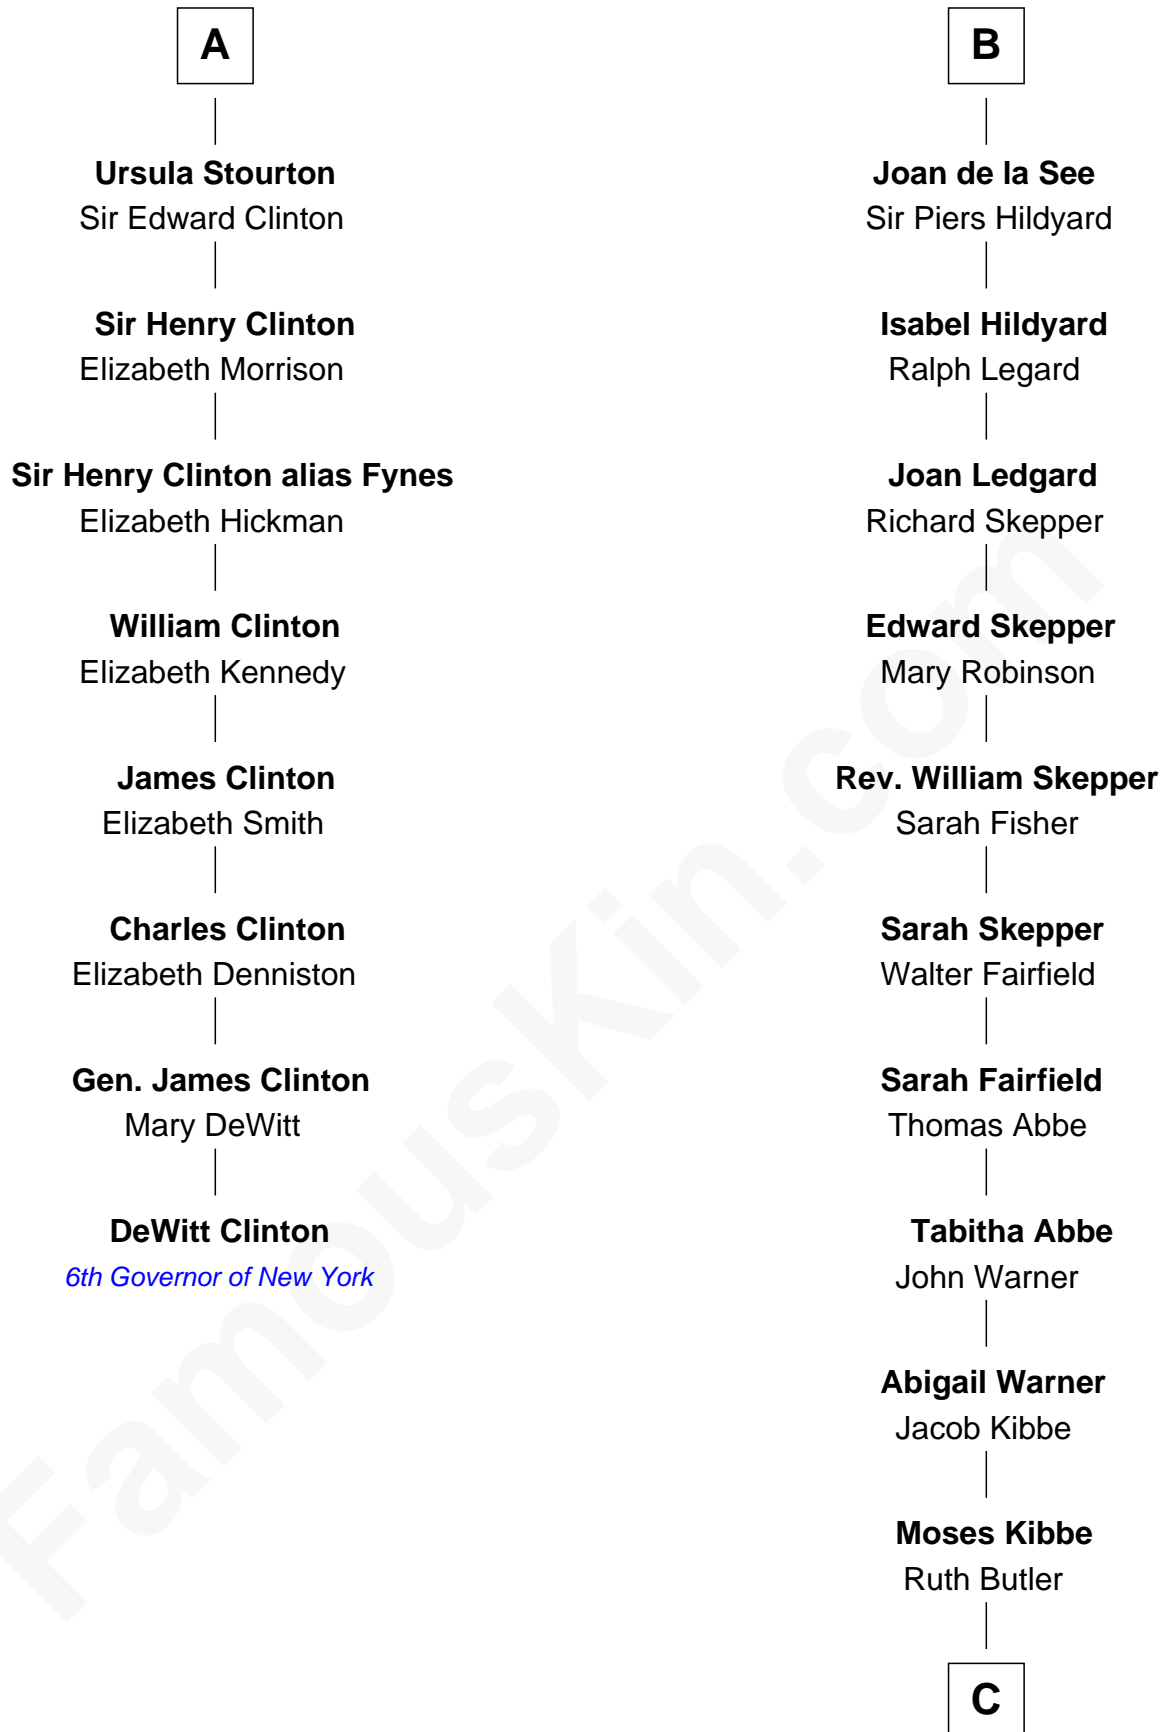 A
Ursula Stourton
Sir Edward Clinton
Sir Henry Clinton
Elizabeth Morrison
Sir Henry Clinton alias Fynes
Elizabeth Hickman
William Clinton
Elizabeth Kennedy
James Clinton
Elizabeth Smith
Charles Clinton
Elizabeth Denniston
Gen. James Clinton
Mary DeWitt
DeWitt Clinton
6th Governor of New York
B
Joan de la See
Sir Piers Hildyard
Isabel Hildyard
Ralph Legard
Joan Ledgard
Richard Skepper
Edward Skepper
Mary Robinson
Rev. William Skepper
Sarah Fisher
Sarah Skepper
Walter Fairfield
Sarah Fairfield
Thomas Abbe
Tabitha Abbe
John Warner
Abigail Warner
Jacob Kibbe
Moses Kibbe
Ruth Butler
C
FamousKin.com